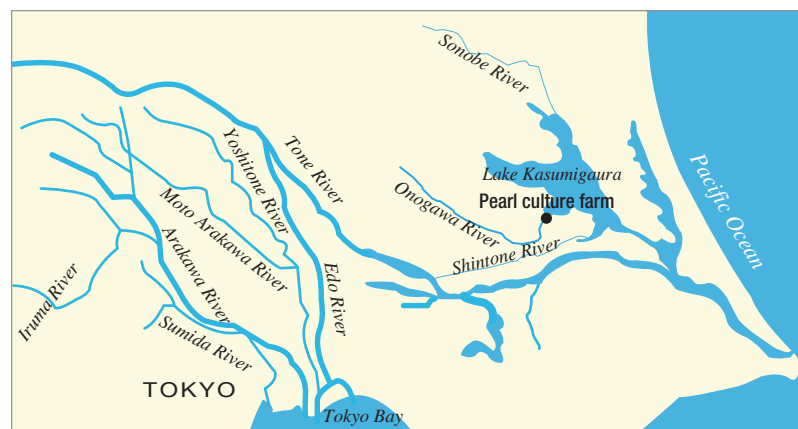 Sonobe River
Yoshitone River
Tone River
Lake Kasumigaura
Pacific Ocean
Pearl culture farm
Onogawa River
Moto Arakawa River
Shintone River
Arakawa River
Edo River
Iruma River
Sumida River
TOKYO
Tokyo Bay